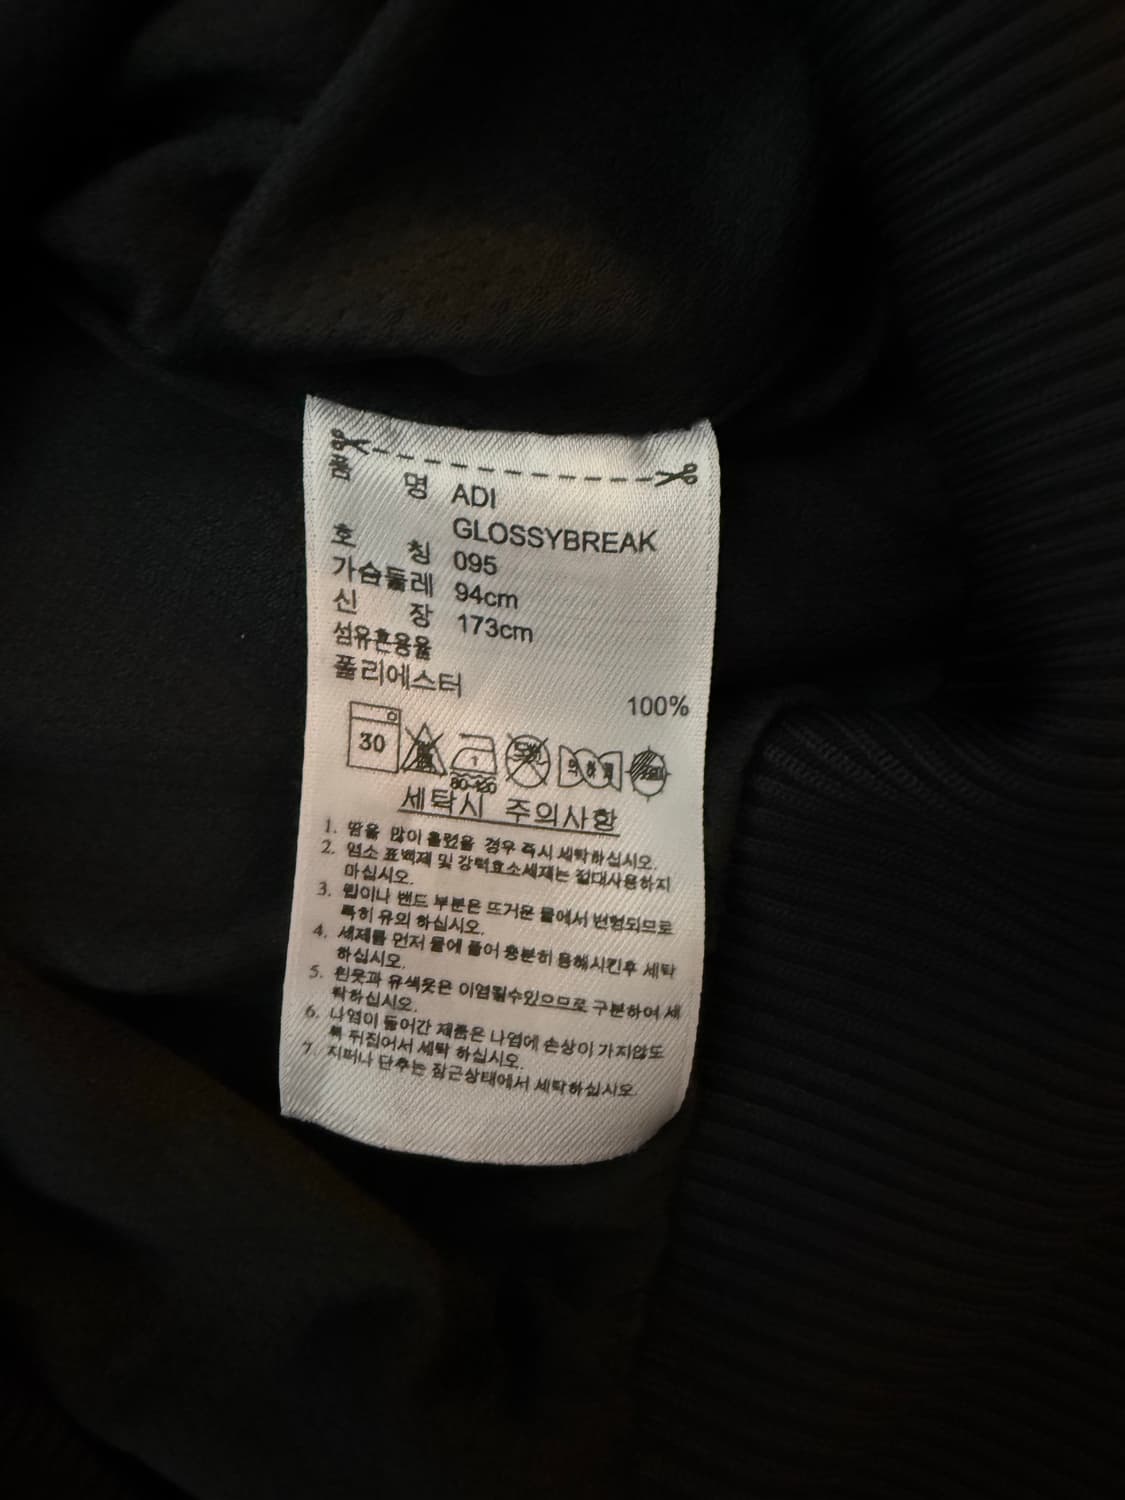 품 명 ADI
GLOSSYBREAK
호 칭 095
가슴둘레 94cm
신 장 173cm
섬유혼용율
폴리에스터 100%
30
80~120
세탁시 주의사항
1. 땀을 많이 흘렸을 경우 즉시 세탁하십시오.
2. 염소 표백제 및 강력효소세제는 절대사용하지
마십시오.
3. 립이나 밴드 부분은 뜨거운 물에서 변형되므로
특히 유의 하십시오.
4. 세제를 먼저 물에 풀어 충분히 용해시킨후 세탁
하십시오.
5. 흰옷과 유색옷은 이염될수있으므로 구분하여 세
탁하십시오.
6. 나염이 들어간 제품은 나염에 손상이 가지않도
록 뒤집어서 세탁 하십시오.
7. 지퍼나 단추는 잠근상태에서 세탁하십시오.